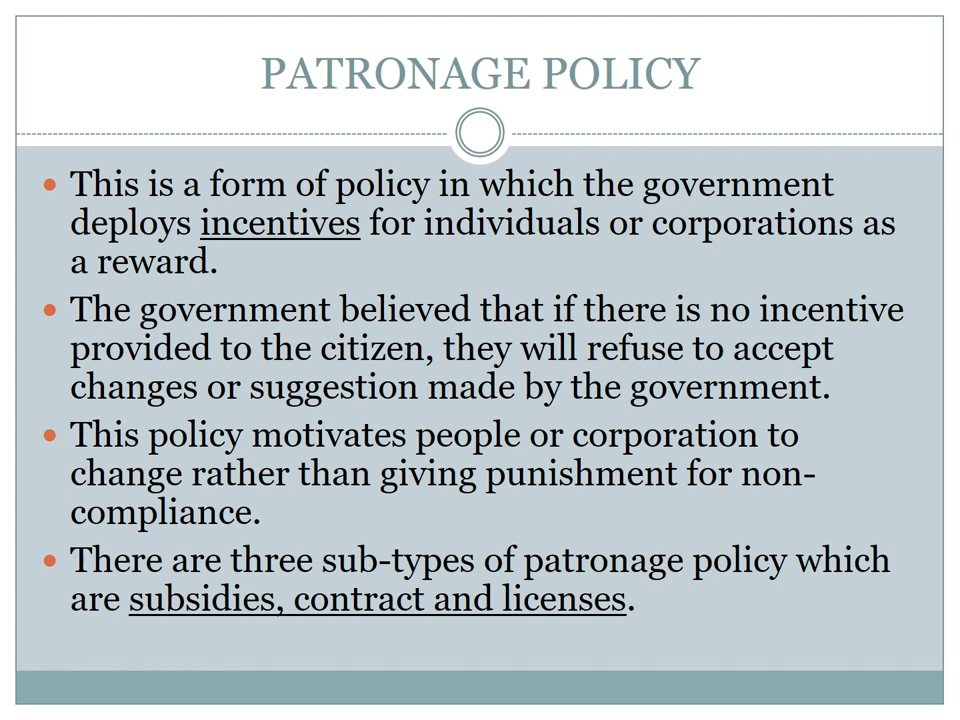 PATRONAGE POLICY
• This is a form of policy in which the government
deploys incentives for individuals or corporations as
a reward.
• The government believed that if there is no incentive
provided to the citizen, they will refuse to accept
changes or suggestion made by the government.
• This policy motivates people or corporation to
change rather than giving punishment for non-
compliance.
• There are three sub-types of patronage policy which
are subsidies, contract and licenses.